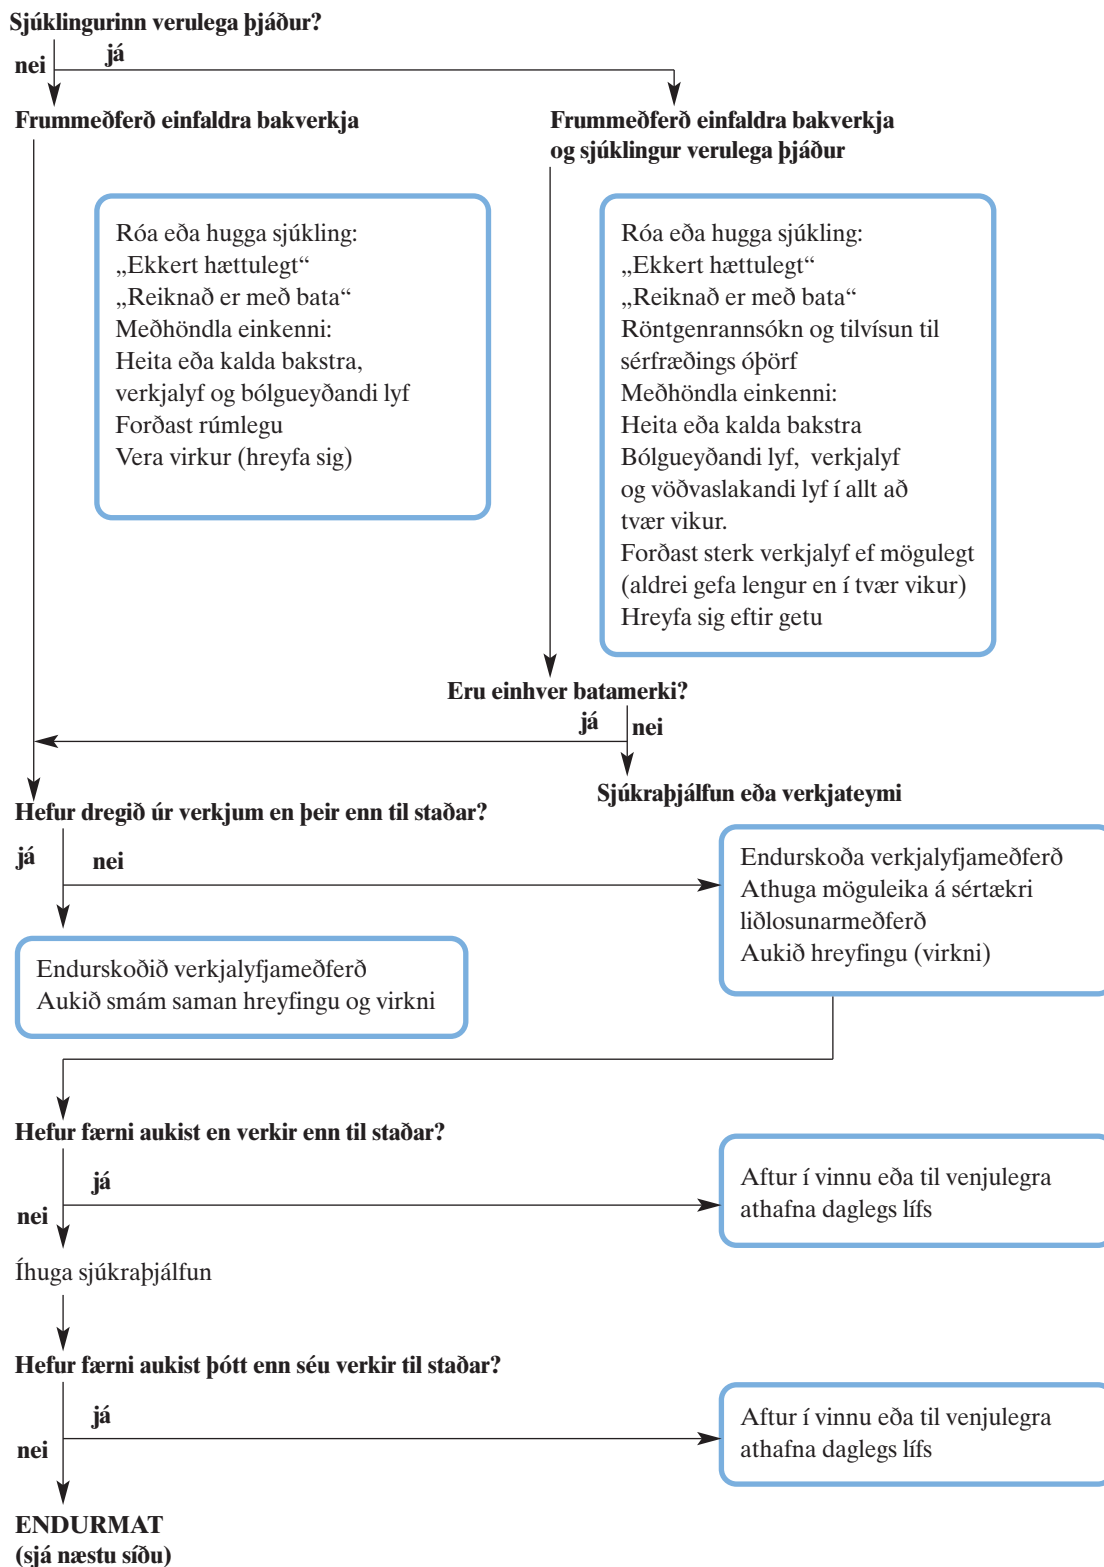 Sjúklingurinn verulega þjáður?
nei
já
Frummeðferð einfaldra bakverkja
Frummeðferð einfaldra bakverkja
og sjúklingur verulega þjáður
Róa eða hugga sjúkling:
„Ekkert hættulegt“
„Reiknað er með bata“
Meðhöndla einkenni:
Heita eða kalda bakstra,
verkjalyf og bólgueyðandi lyf
Forðast rúmlegu
Vera virkur (hreyfa sig)
Róa eða hugga sjúkling:
„Ekkert hættulegt“
„Reiknað er með bata“
Röntgenrannsókn og tilvísun til
sérfræðings óþörf
Meðhöndla einkenni:
Heita eða kalda bakstra
Bólgueyðandi lyf, verkjalyf
og vöðvaslakandi lyf í allt að
tvær vikur.
Forðast sterk verkjalyf ef mögulegt
(aldrei gefa lengur en í tvær vikur)
Hreyfa sig eftir getu
Eru einhver batamerki?
já
nei
Sjúkraþjálfun eða verkjateymi
Hefur dregið úr verkjum en þeir enn til staðar?
já
nei
Endurskoða verkjalyfjameðferð
Athuga möguleika á sértækri
liðlosunarmeðferð
Aukið hreyfingu (virkni)
Endurskoðið verkjalyfjameðferð
Aukið smám saman hreyfingu og virkni
Hefur færni aukist en verkir enn til staðar?
já
nei
Aftur í vinnu eða til venjulegra
athafna daglegs lífs
Íhuga sjúkraþjálfun
Hefur færni aukist þótt enn séu verkir til staðar?
já
nei
Aftur í vinnu eða til venjulegra
athafna daglegs lífs
ENDURMAT
(sjá næstu síðu)